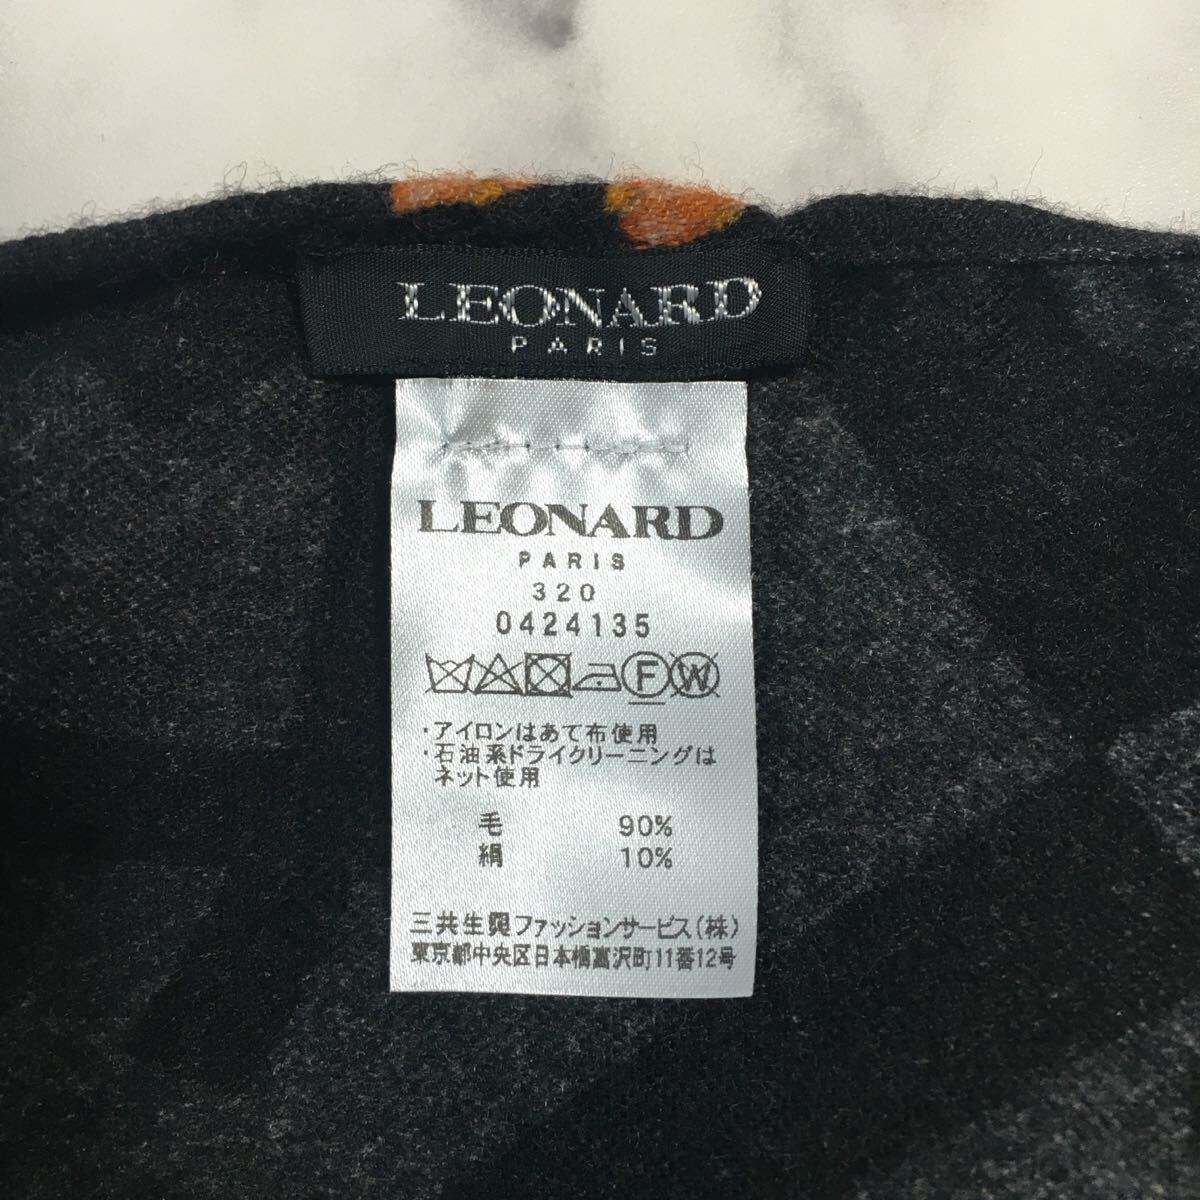 LEONARD
PARIS
LEONARD
PARIS
320
0424135
F W
・アイロンはあて布使用
・石油系ドライクリーニングは
ネット使用
毛 90%
絹 10%
三共生興ファッションサービス(株)
東京都中央区日本橋富沢町11番12号